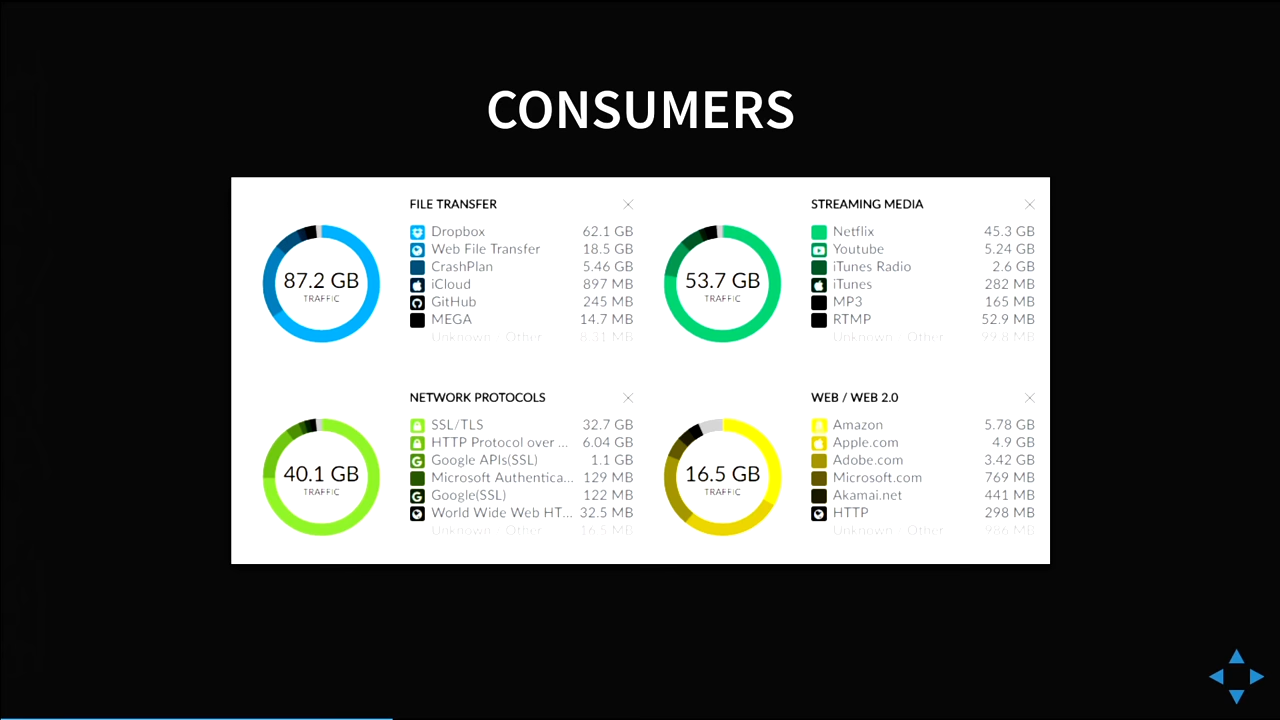 CONSUMERS
87.2 GB
TRAFFIC
FILE TRANSFER
Dropbox 62.1 GB
Web File Transfer 18.5 GB
CrashPlan 5.46 GB
iCloud 897 MB
GitHub 245 MB
MEGA 14.7 MB
Unknown - Other 8.31 MB
53.7 GB
TRAFFIC
STREAMING MEDIA
Netflix 45.3 GB
Youtube 5.24 GB
iTunes Radio 2.6 GB
iTunes 282 MB
MP3 165 MB
RTMP 52.9 MB
Unknown - Other 99.8 MB
40.1 GB
TRAFFIC
NETWORK PROTOCOLS
SSL/TLS 32.7 GB
HTTP Protocol over ... 6.04 GB
Google APIs(SSL) 1.1 GB
Microsoft Authentica... 129 MB
Google(SSL) 122 MB
World Wide Web HT... 32.5 MB
Unknown - Other 16.5 MB
16.5 GB
TRAFFIC
WEB / WEB 2.0
Amazon 5.78 GB
Apple.com 4.9 GB
Adobe.com 3.42 GB
Microsoft.com 769 MB
Akamai.net 441 MB
HTTP 298 MB
Unknown - Other 986 MB